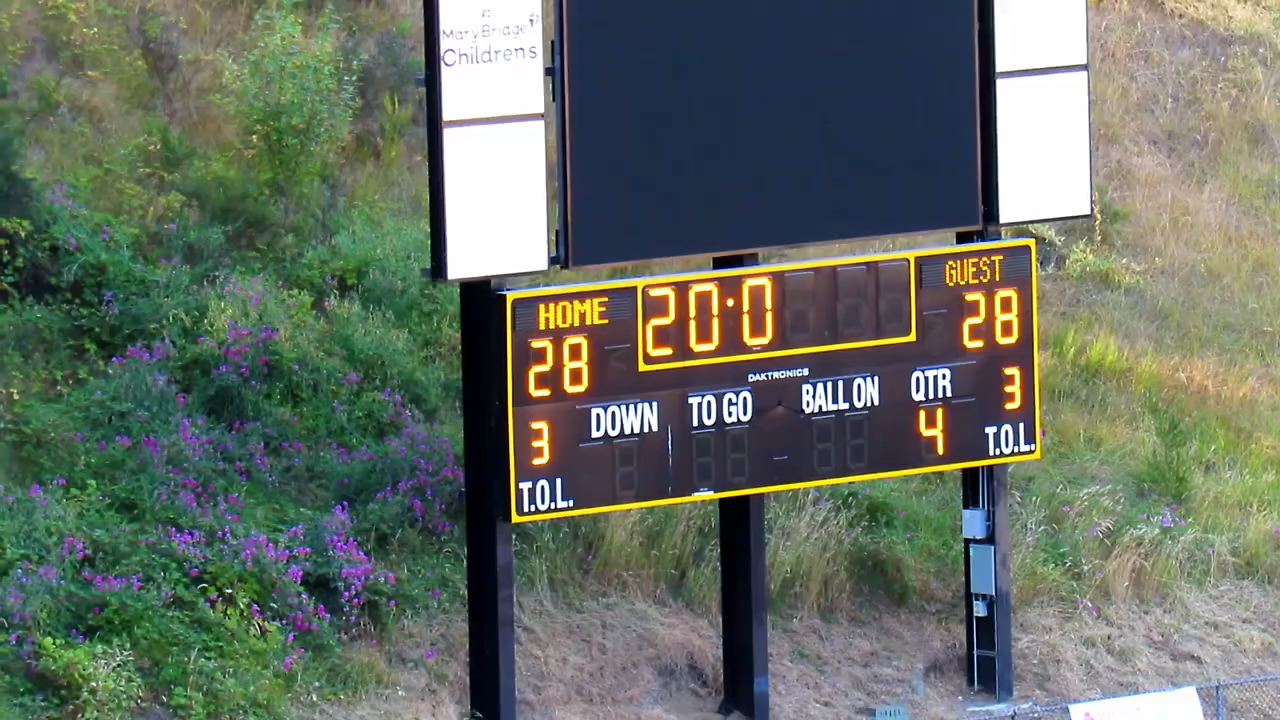 Mary Bridge
Childrens
HOME
20:0
GUEST
28
28
DAKTRONICS
DOWN
TO GO
BALL ON
QTR
3
3
4
T.O.L.
T.O.L.